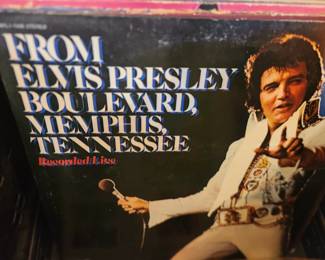 FROM
ELVIS PRESLEY
BOULEVARD,
MEMPHIS,
TENNESSEE
Recorded Live